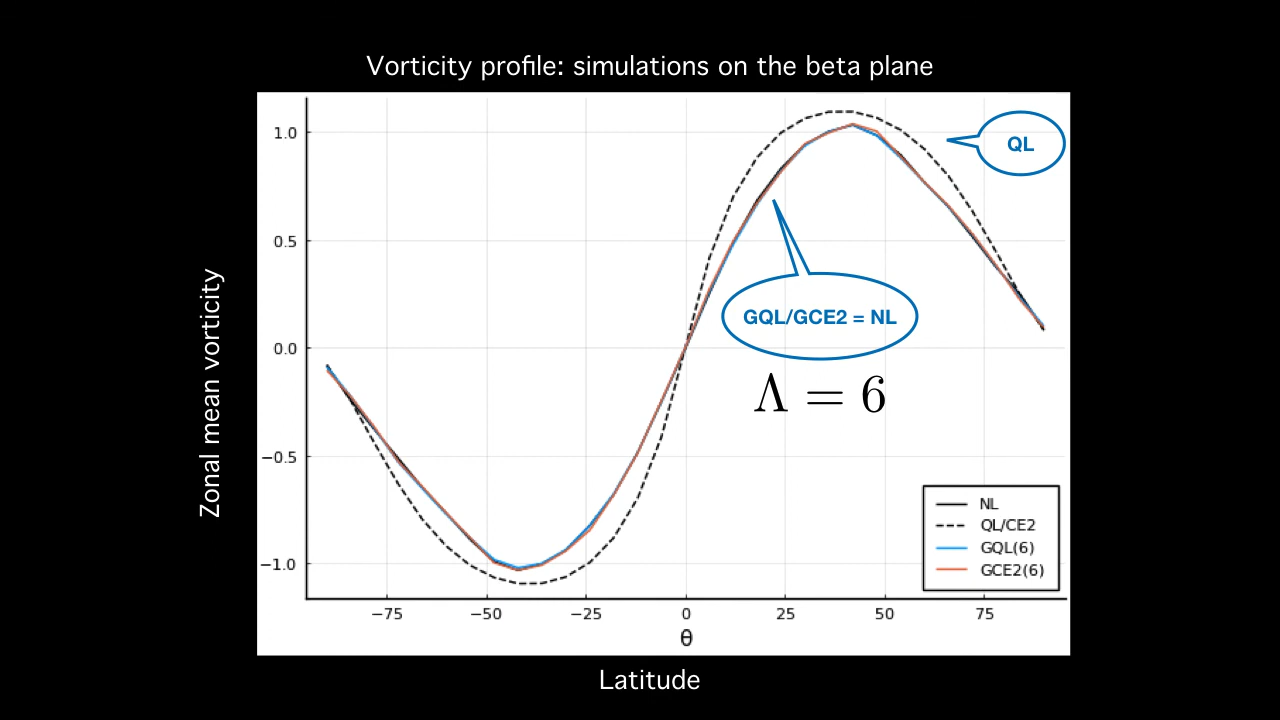 Vorticity profile: simulations on the beta plane
1.0
0.5
0.0
−0.5
−1.0
−75
−50
−25
0
25
50
75
θ
Zonal mean vorticity
Latitude
QL
GQL/GCE2 = NL
Λ = 6
NL
QL/CE2
GQL(6)
GCE2(6)